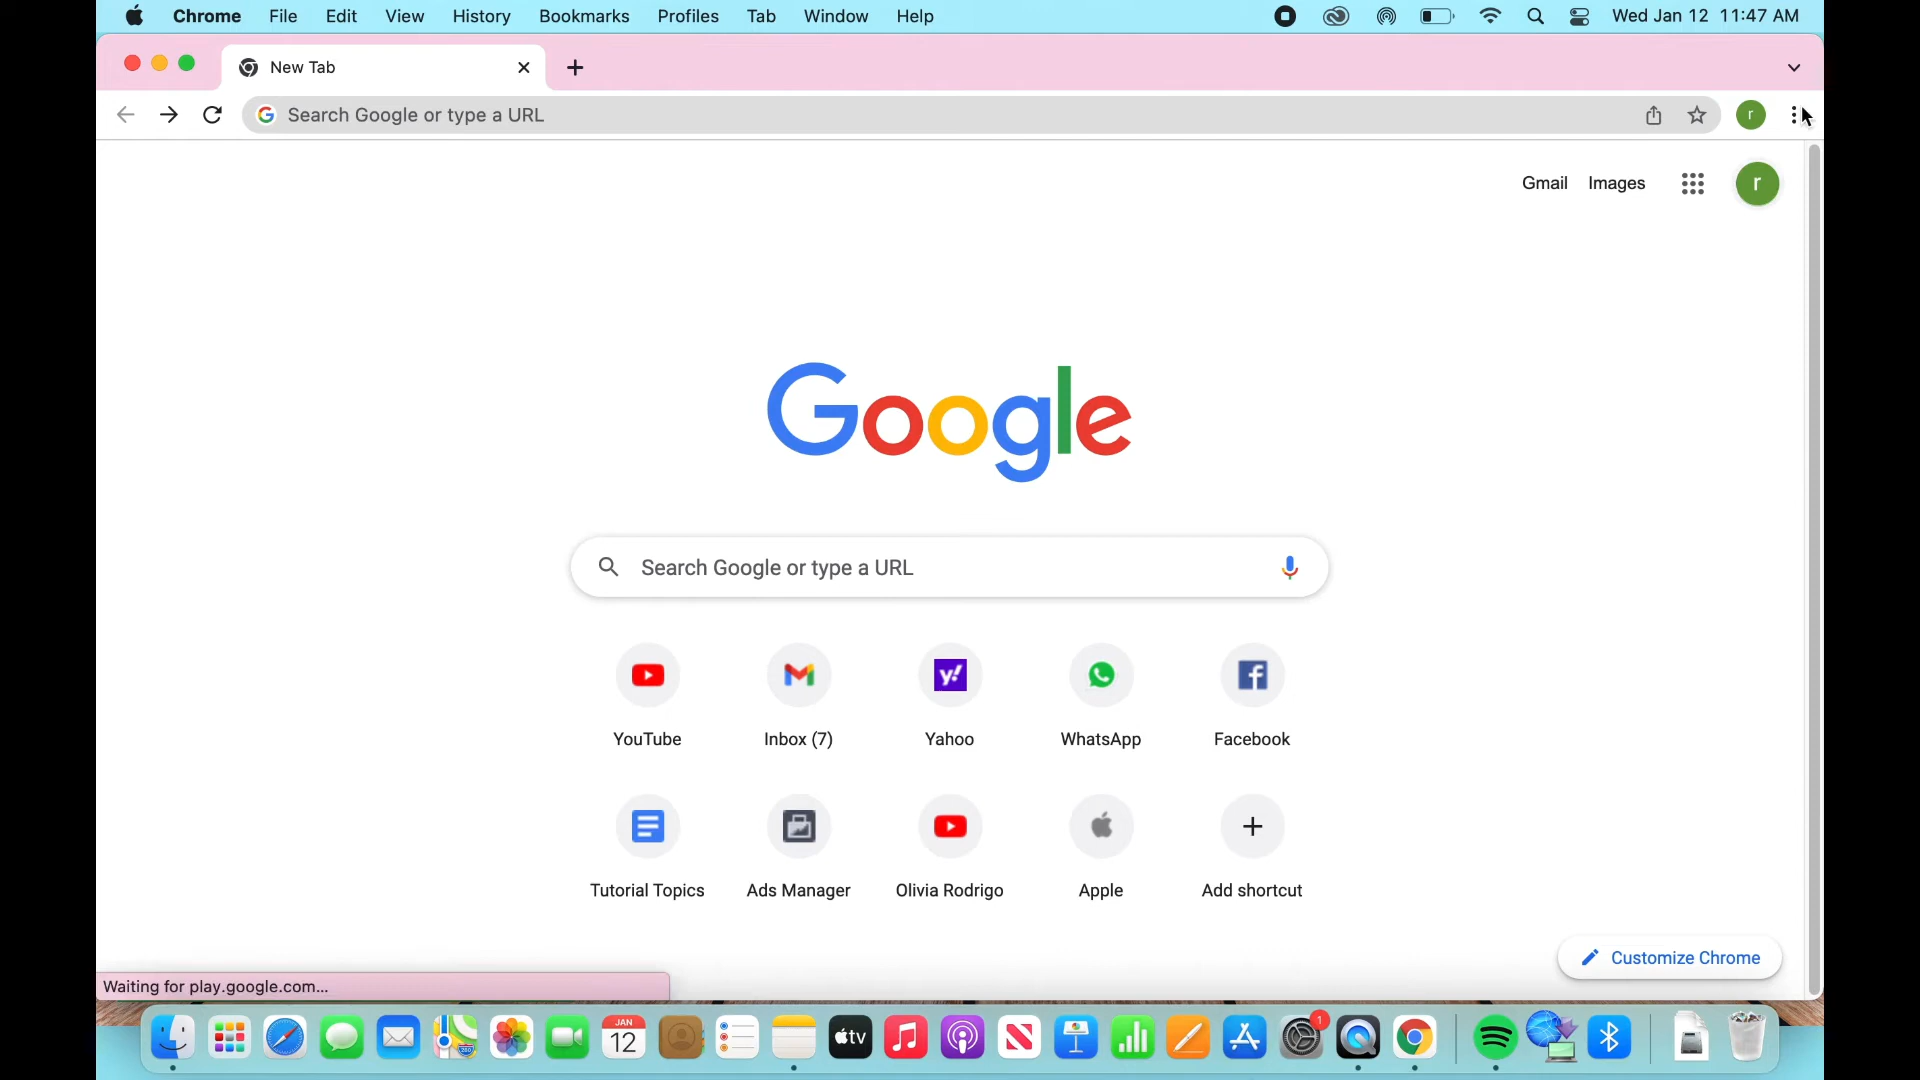 Chrome File Edit View History Bookmarks Profiles Tab Window Help Wed Jan 12 11:47 AM
New Tab
Search Google or type a URL r
Gmail Images r
Google
Search Google or type a URL
y!
YouTube Inbox (7) Yahoo WhatsApp Facebook
Tutorial Topics Ads Manager Olivia Rodrigo Apple Add shortcut
Customize Chrome
Waiting for play.google.com...
JAN
12
tv
1